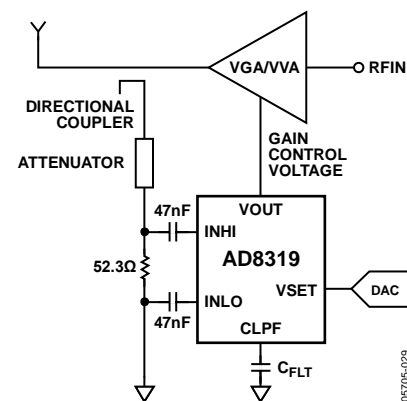 VGA/VVA
RFIN
DIRECTIONAL
COUPLER
ATTENUATOR
GAIN
CONTROL
VOLTAGE
47nF
VOUT
INHI
AD8319
52.3Ω
INLO
VSET
DAC
47nF
CLPF
CFLT
05705-029